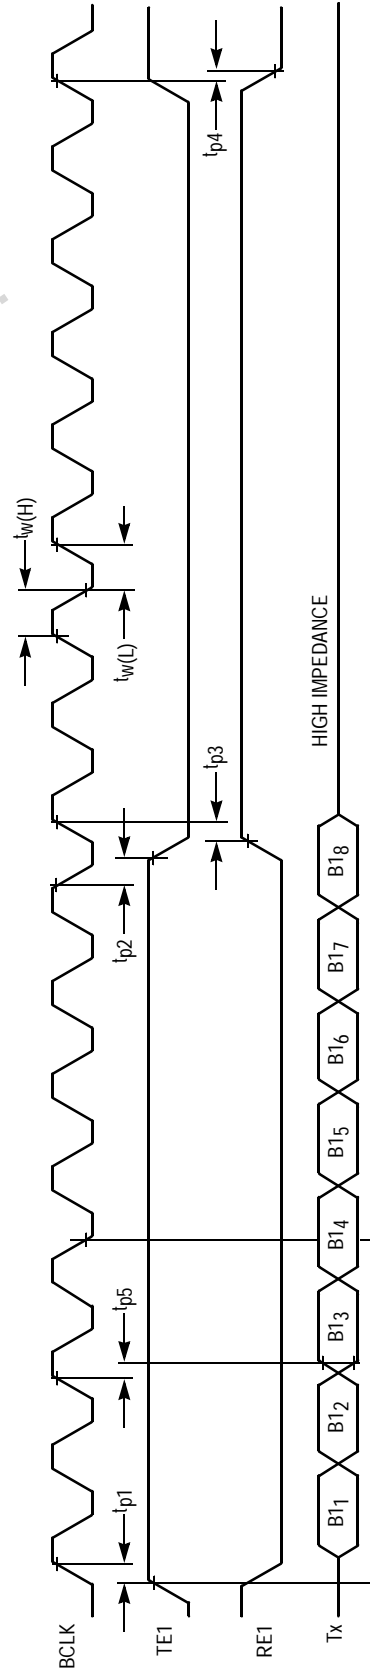 BCLK
TE1
RE1
Tx
tp1
tp5
tp2
tp3
tw(L)
tw(H)
tp4
B11
B12
B13
B14
B15
B16
B17
B18
HIGH IMPEDANCE